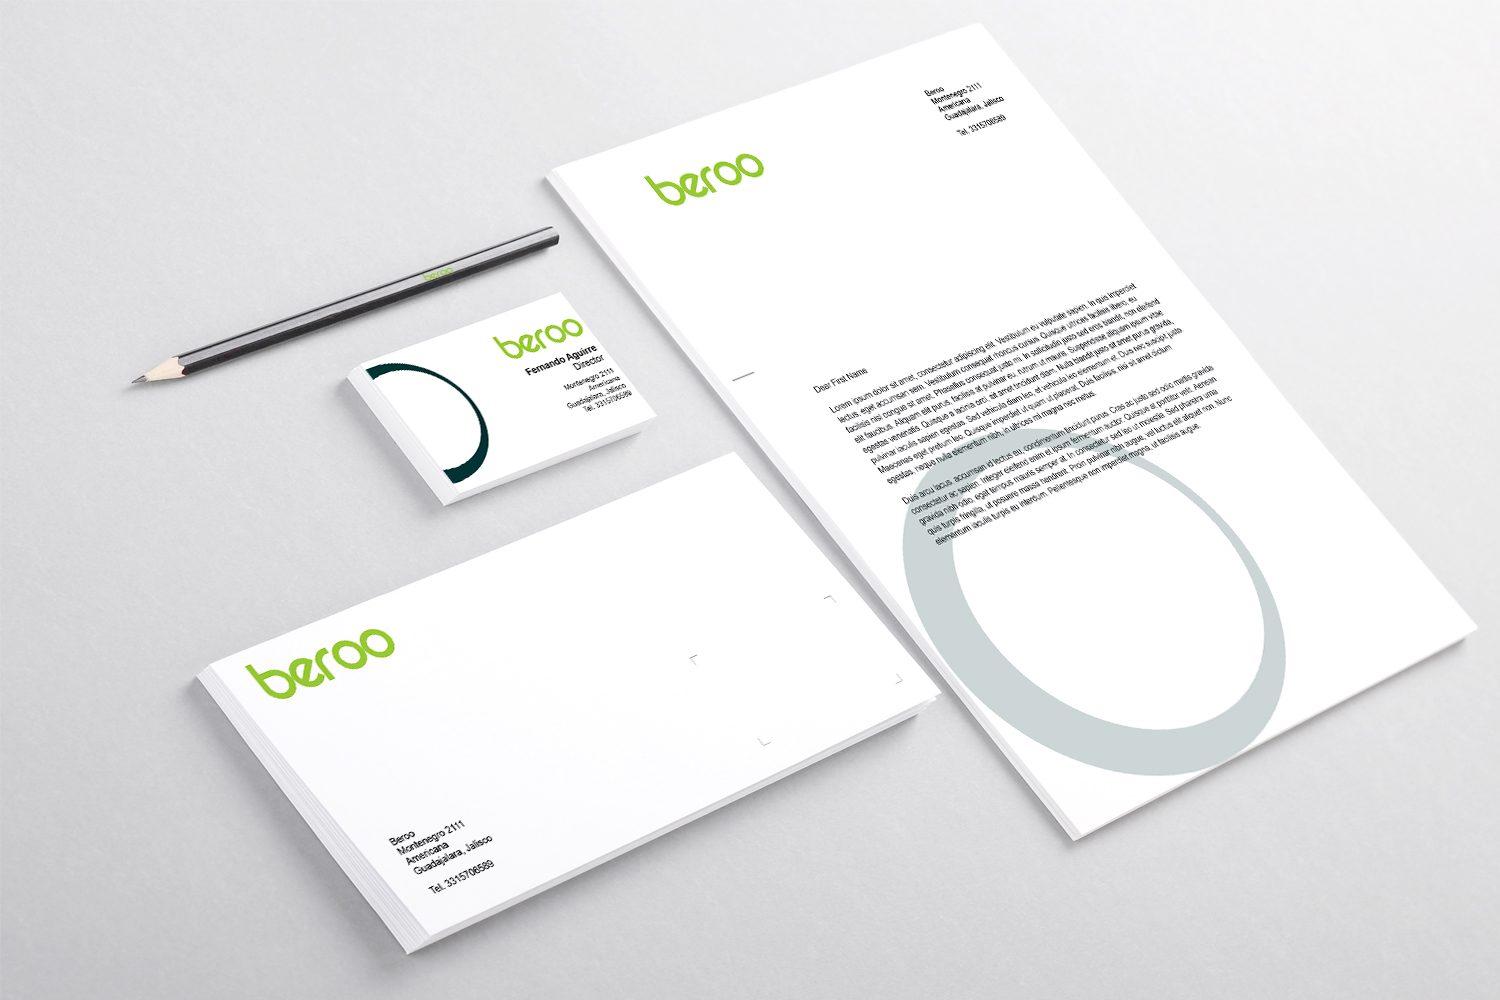 beroo
Beroo
Montenegro 2111
Americana
Guadajalara, Jalisco
Tel. 3315706589
beroo
beroo
Fernando Aguirre
Director
Montenegro 2111
Americana
Guadajalara, Jalisco
Tel. 3315706589
Dear First Name
Lorem ipsum dolor sit amet, consectetur adipiscing elit. Vestibulum eu vulputate sapien. In quis imperdiet
lectus, eget accumsan sem. Vestibulum consequat rhoncus cursus. Quisque ultrices facilisis libero, eu
facilisis nisl congue sit amet. Phasellus consequat justo mi. In sollicitudin justo sed eros blandit, non eleifend
elit faucibus. Aliquam elit purus, facilisis at pulvinar eu, rutrum ut mauris. Suspendisse aliquam ipsum vitae
egestas venenatis. Quisque a lacinia orci, sit amet tincidunt diam. Nulla blandit justo sit amet purus gravida,
pulvinar iaculis sapien egestas. Sed vehicula diam leo, at vehicula leo elementum et. Duis nec suscipit justo
Maecenas eget pretium leo. Quisque imperdiet ut quam ut placerat. Duis facilisis, nisi sit amet dictum
egestas, neque nulla elementum nibh, in ultrices mi magna nec metus.
Duis arcu lacus, accumsan id lectus eu, condimentum tincidunt purus. Cras ac justo sed odio mattis gravida
consectetur ac sapien. Integer eleifend enim et ipsum fermentum auctor. Quisque at porttitor velit. Aenean
gravida nibh odio, eget tempus mauris semper at. In consectetur sed leo ut molestie. Sed pharetra urna
quis turpis fringilla, ut posuere massa hendrerit. Proin pulvinar nibh augue, vel luctus elit aliquet non. Nunc
elementum iaculis turpis eu interdum. Pellentesque non imperdiet magna, ut facilisis augue.
beroo
Beroo
Montenegro 2111
Americana
Guadajalara, Jalisco
Tel. 3315706589